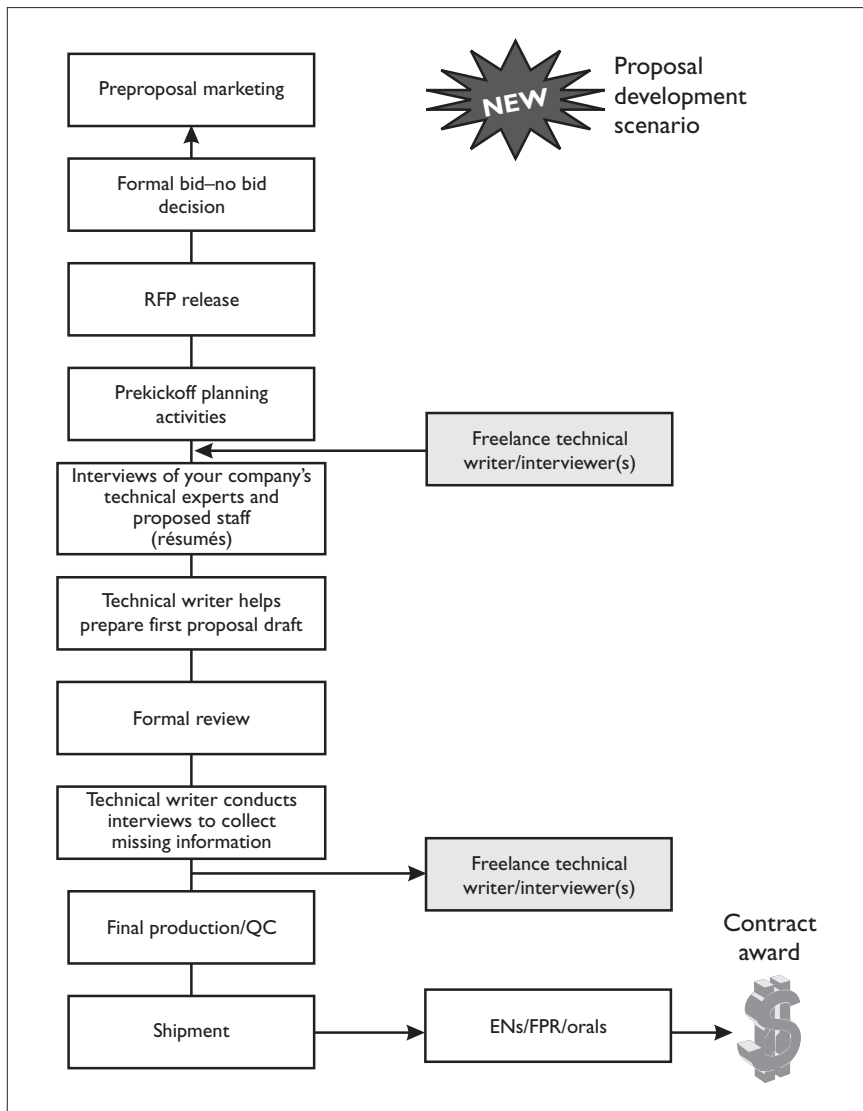 Preproposal marketing
NEW
Proposal
development
scenario
Formal bid–no bid
decision
RFP release
Prekickoff planning
activities
Freelance technical
writer/interviewer(s)
Interviews of your company’s
technical experts and
proposed staff
(résumés)
Technical writer helps
prepare first proposal draft
Formal review
Technical writer conducts
interviews to collect
missing information
Freelance technical
writer/interviewer(s)
Final production/QC
Contract
award
Shipment
ENs/FPR/orals